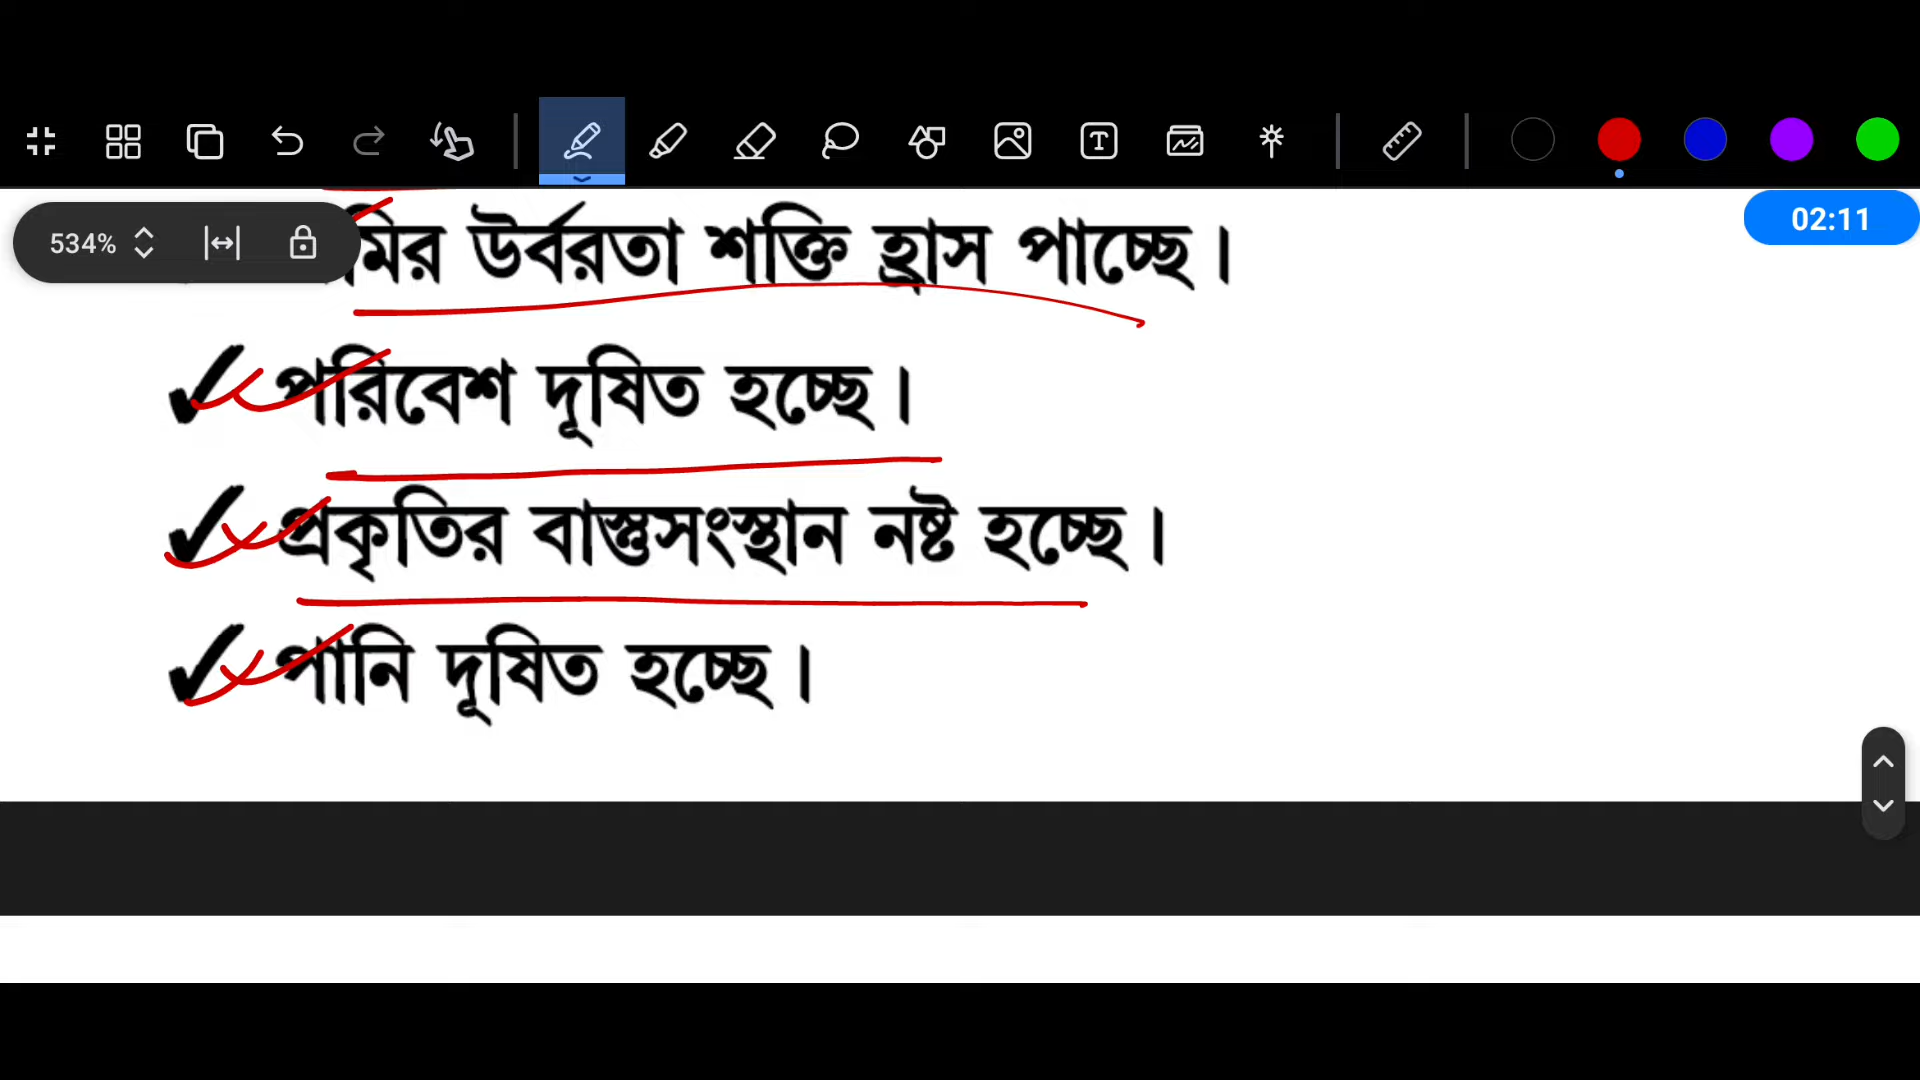 02:11
534%
উর্বরতা শক্তি হ্রাস পাচ্ছে।
✔ পরিবেশ দূষিত হচ্ছে।
✔ প্রকৃতির বাস্তুসংস্থান নষ্ট হচ্ছে।
✔ পানি দূষিত হচ্ছে।